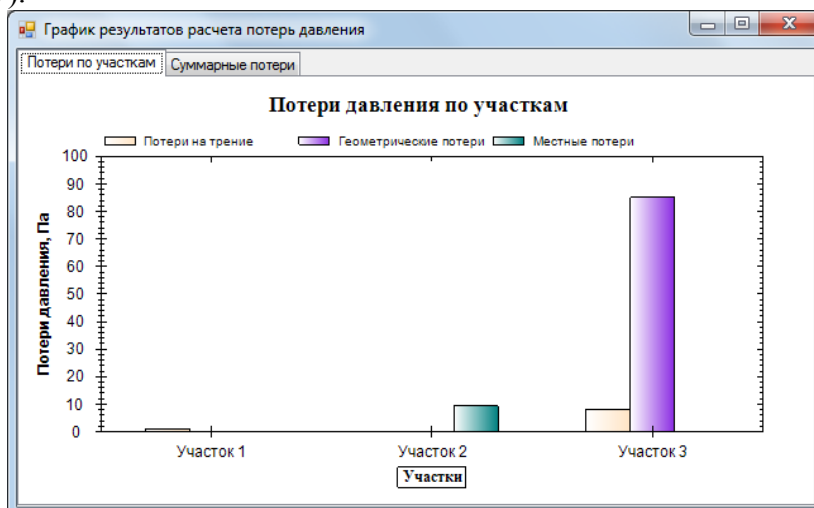 ).
График результатов расчета потерь давления
Потери по участкам Суммарные потери
Потери давления по участкам
Потери на трение Геометрические потери Местные потери
Потери давления, Па
100
90
80
70
60
50
40
30
20
10
0
Участок 1 Участок 2 Участок 3
Участки